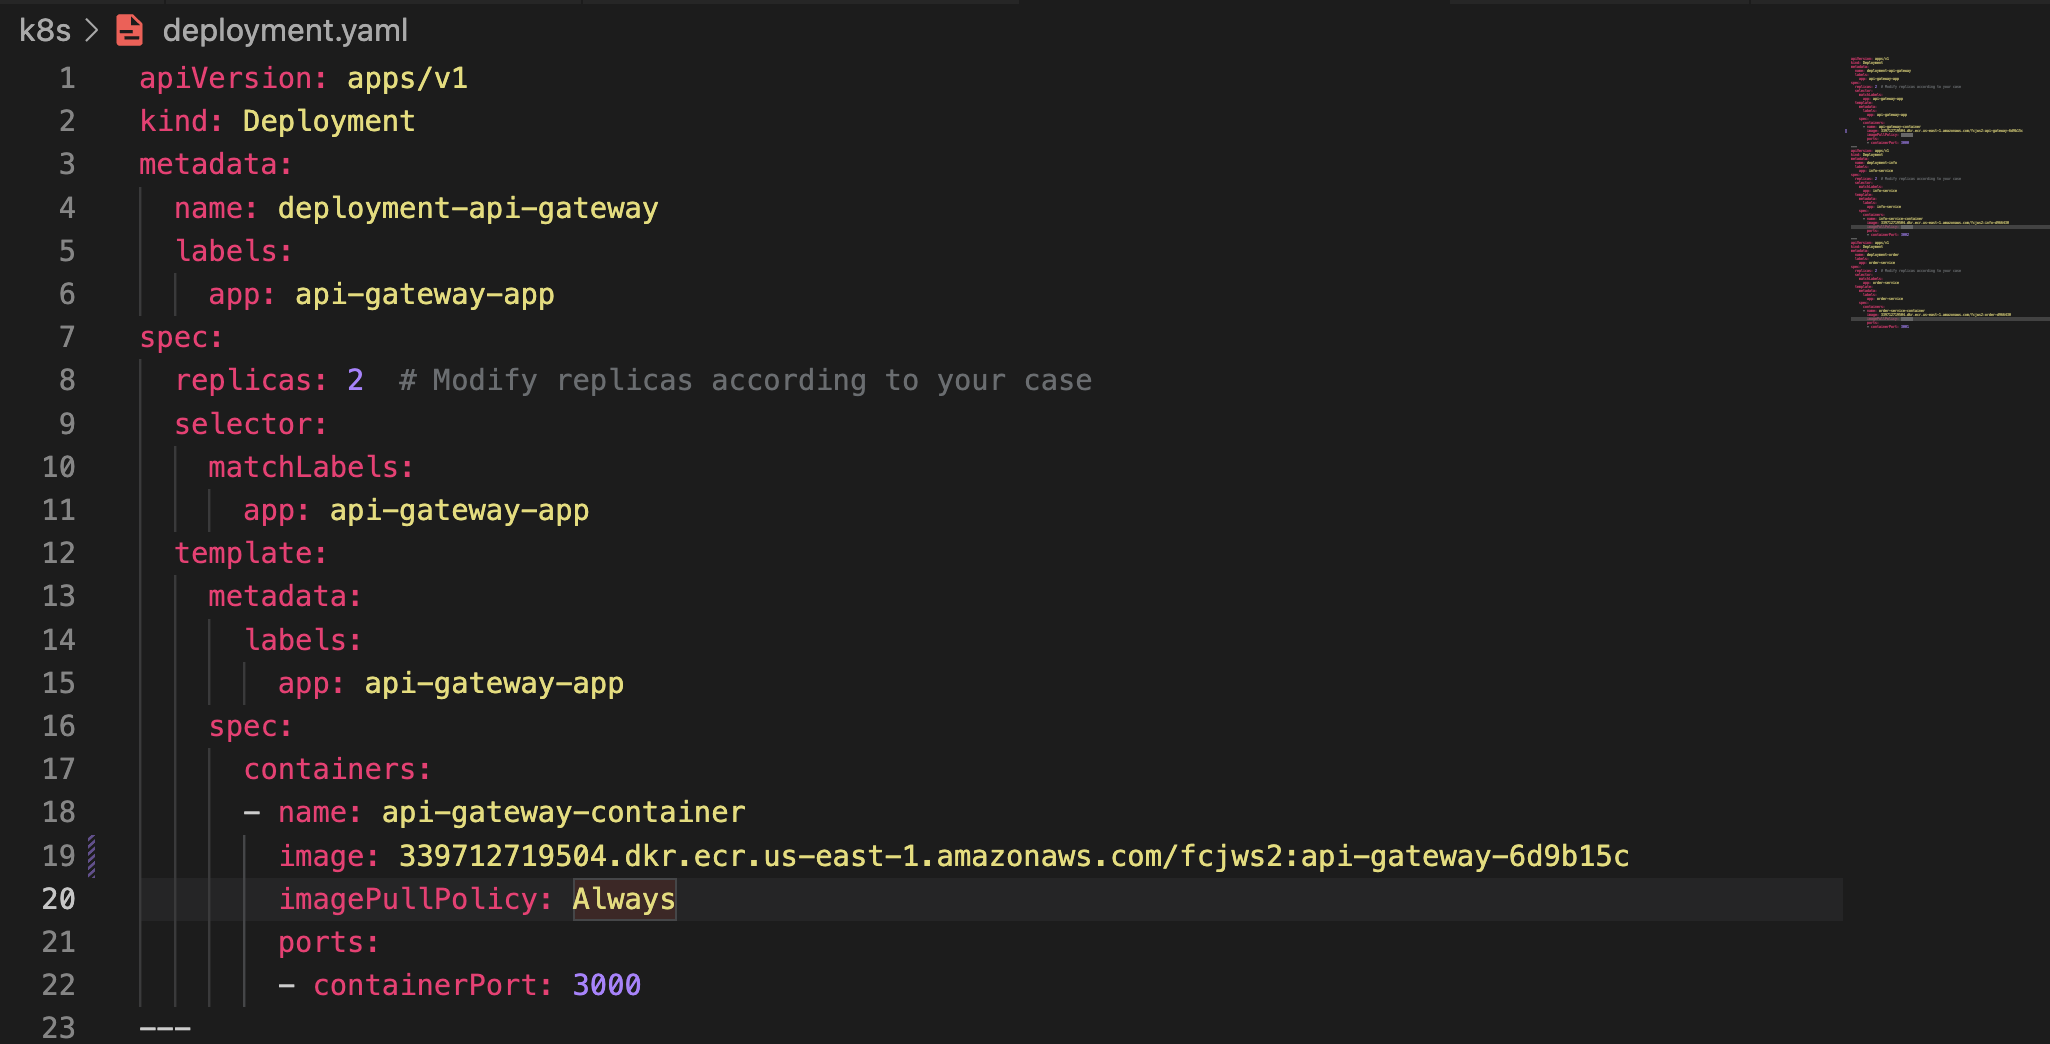 k8s > deployment.yaml
1 apiVersion: apps/v1
2 kind: Deployment
3 metadata:
4   name: deployment-api-gateway
5   labels:
6     app: api-gateway-app
7 spec:
8   replicas: 2  # Modify replicas according to your case
9   selector:
10     matchLabels:
11       app: api-gateway-app
12   template:
13     metadata:
14       labels:
15         app: api-gateway-app
16     spec:
17       containers:
18       - name: api-gateway-container
19         image: 339712719504.dkr.ecr.us-east-1.amazonaws.com/fcjws2:api-gateway-6d9b15c
20         imagePullPolicy: Always
21         ports:
22         - containerPort: 3000
23 ---